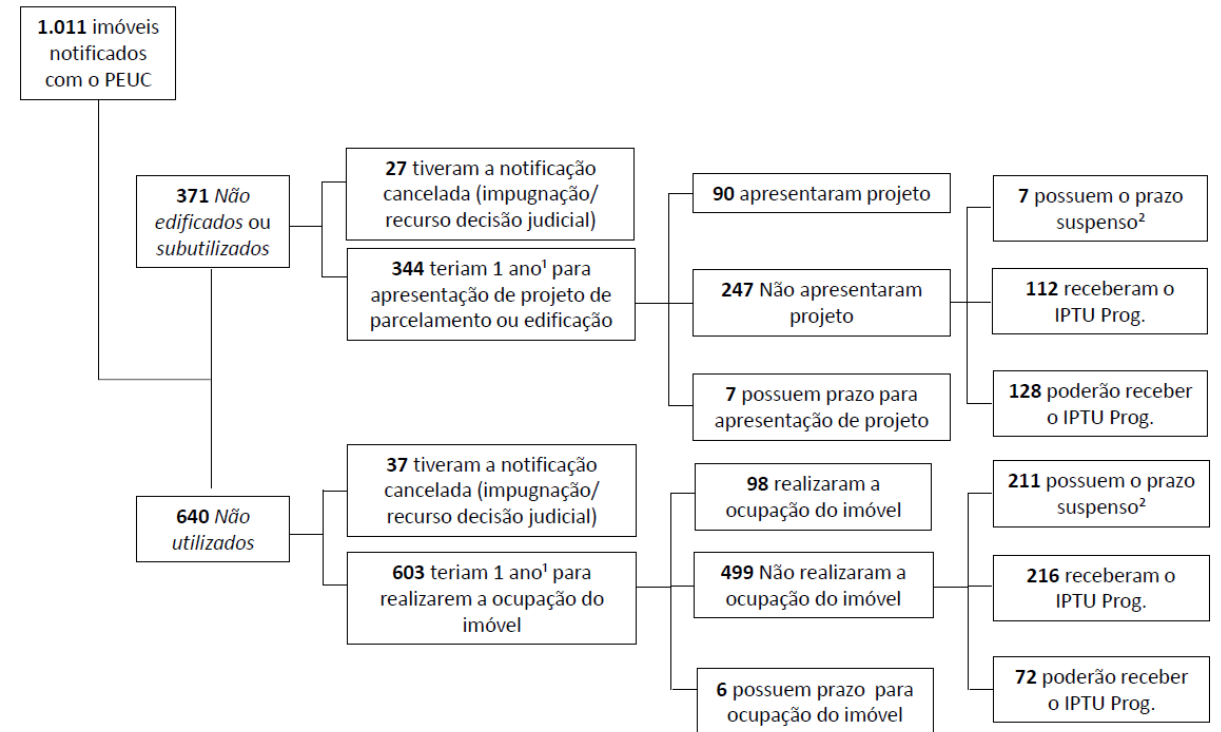 1.011 imóveis
notificados
com o PEUC
371 Não
edificados ou
subutilizados
27 tiveram a notificação
cancelada (impugnação/
recurso decisão judicial)
344 teriam 1 ano¹ para
apresentação de projeto de
parcelamento ou edificação
90 apresentaram projeto
247 Não apresentaram
projeto
7 possuem prazo para
apresentação de projeto
7 possuem o prazo
suspenso²
112 receberam o
IPTU Prog.
128 poderão receber
o IPTU Prog.
640 Não
utilizados
37 tiveram a notificação
cancelada (impugnação/
recurso decisão judicial)
603 teriam 1 ano¹ para
realizarem a ocupação do
imóvel
98 realizaram a
ocupação do imóvel
499 Não realizaram a
ocupação do imóvel
6 possuem prazo para
ocupação do imóvel
211 possuem o prazo
suspenso²
216 receberam o
IPTU Prog.
72 poderão receber
o IPTU Prog.